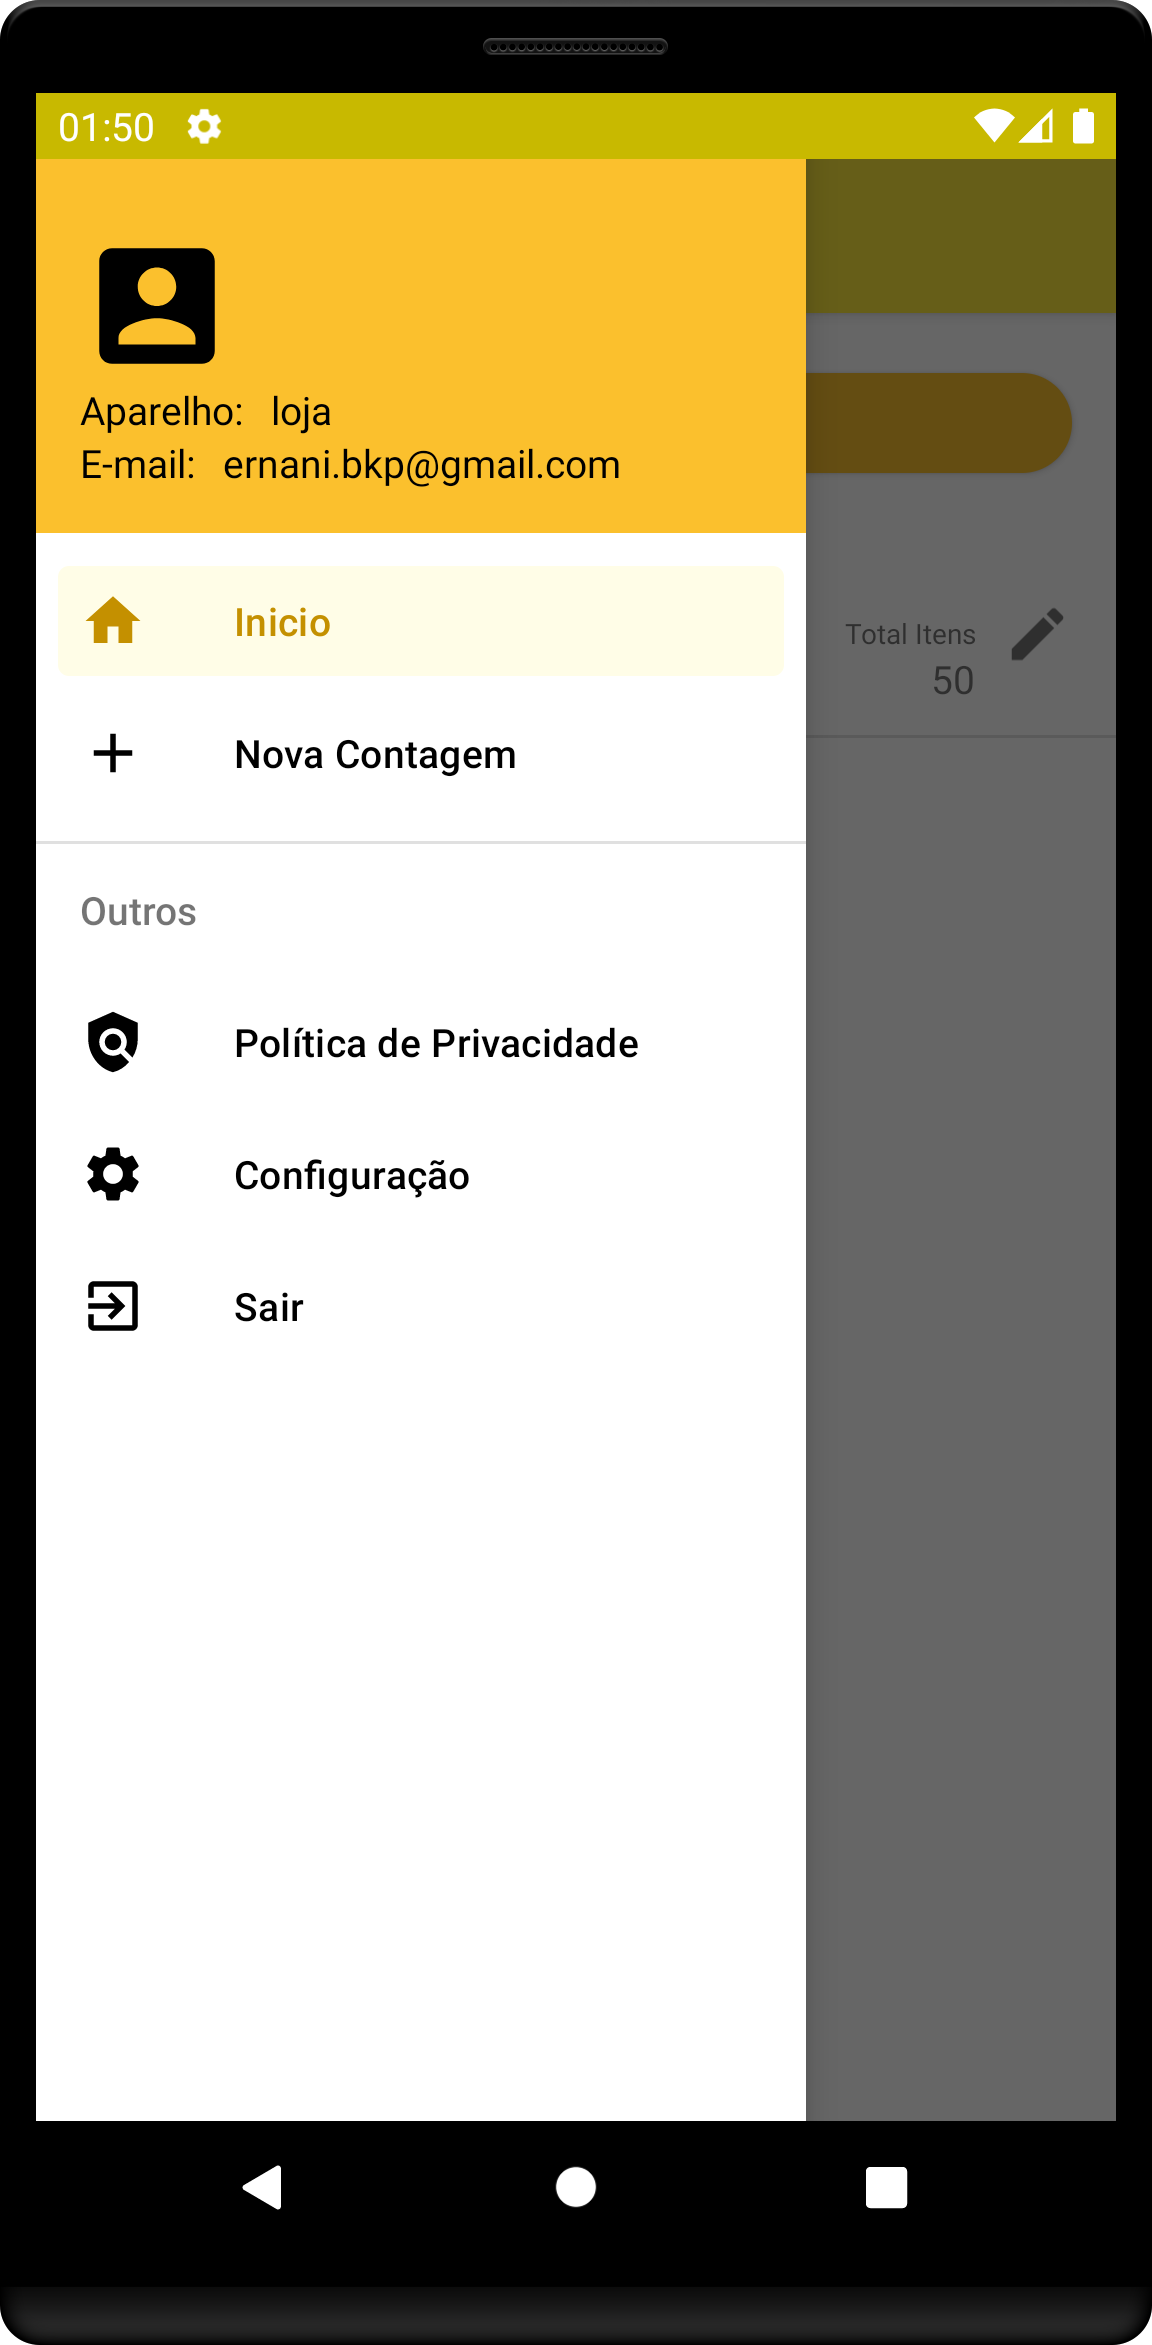 01:50
Aparelho: loja
E-mail: ernani.bkp@gmail.com
Inicio
Total Itens
50
Nova Contagem
Outros
Política de Privacidade
Configuração
Sair